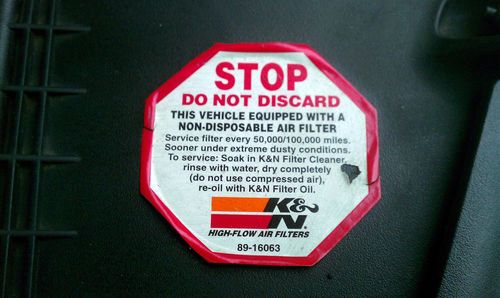 STOP
DO NOT DISCARD
THIS VEHICLE EQUIPPED WITH A
NON-DISPOSABLE AIR FILTER
Service filter every 50,000/100,000 miles.
Sooner under extreme dusty conditions.
To service: Soak in K&N Filter Cleaner,
rinse with water, dry completely
(do not use compressed air),
re-oil with K&N Filter Oil.
K&N®
HIGH-FLOW AIR FILTERS
89-16063